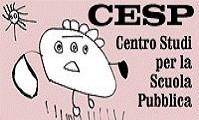 CESP
Centro Studi
per la
Scuola
Pubblica